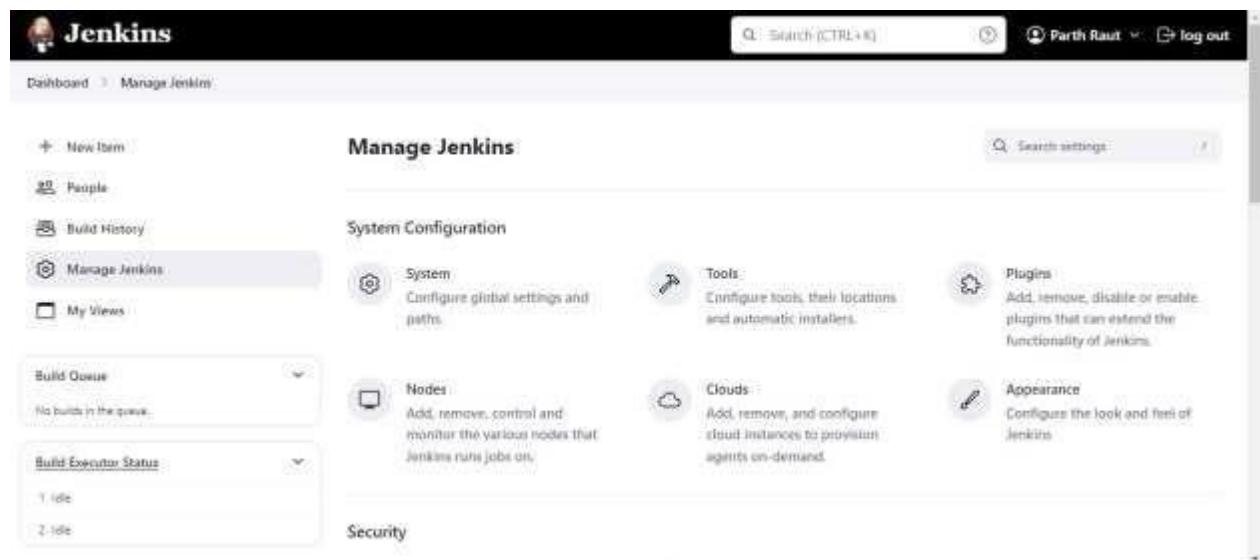 Jenkins
Search (CTRL+K)
Parth Raut
log out
Dashboard
Manage Jenkins
New Item
People
Build History
Manage Jenkins
My Views
Build Queue
No builds in the queue.
Build Executor Status
1 Idle
2 Idle
Manage Jenkins
Search settings
/
System Configuration
System
Configure global settings and
paths.
Tools
Configure tools, their locations
and automatic installers.
Plugins
Add, remove, disable or enable
plugins that can extend the
functionality of Jenkins.
Nodes
Add, remove, control and
monitor the various nodes that
Jenkins runs jobs on.
Clouds
Add, remove, and configure
cloud instances to provision
agents on-demand.
Appearance
Configure the look and feel of
Jenkins
Security